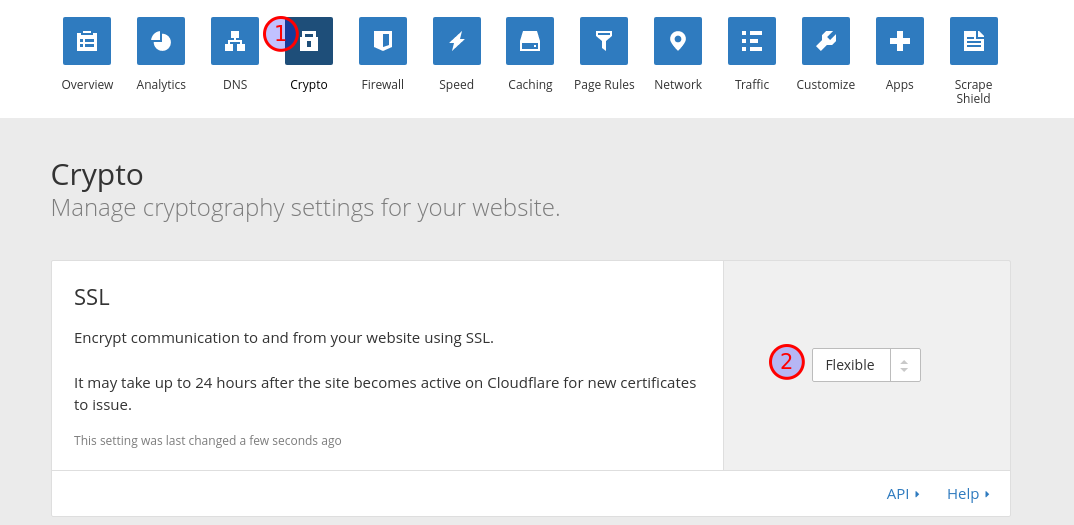 1
Overview Analytics DNS Crypto Firewall Speed Caching Page Rules Network Traffic Customize Apps Scrape
Shield
Crypto
Manage cryptography settings for your website.
SSL
Encrypt communication to and from your website using SSL.
2 Flexible
It may take up to 24 hours after the site becomes active on Cloudflare for new certificates
to issue.
This setting was last changed a few seconds ago
API Help